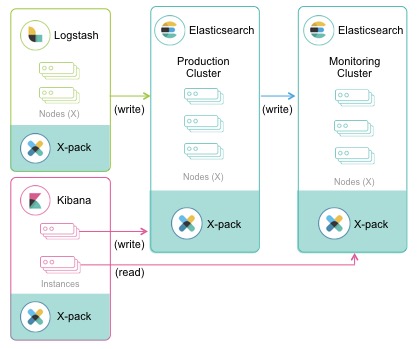 Logstash
Nodes (X)
X-pack
(write)
Elasticsearch
Production
Cluster
Nodes (X)
X-pack
(write)
Elasticsearch
Monitoring
Cluster
Nodes (X)
X-pack
Kibana
(write)
(read)
Instances
X-pack